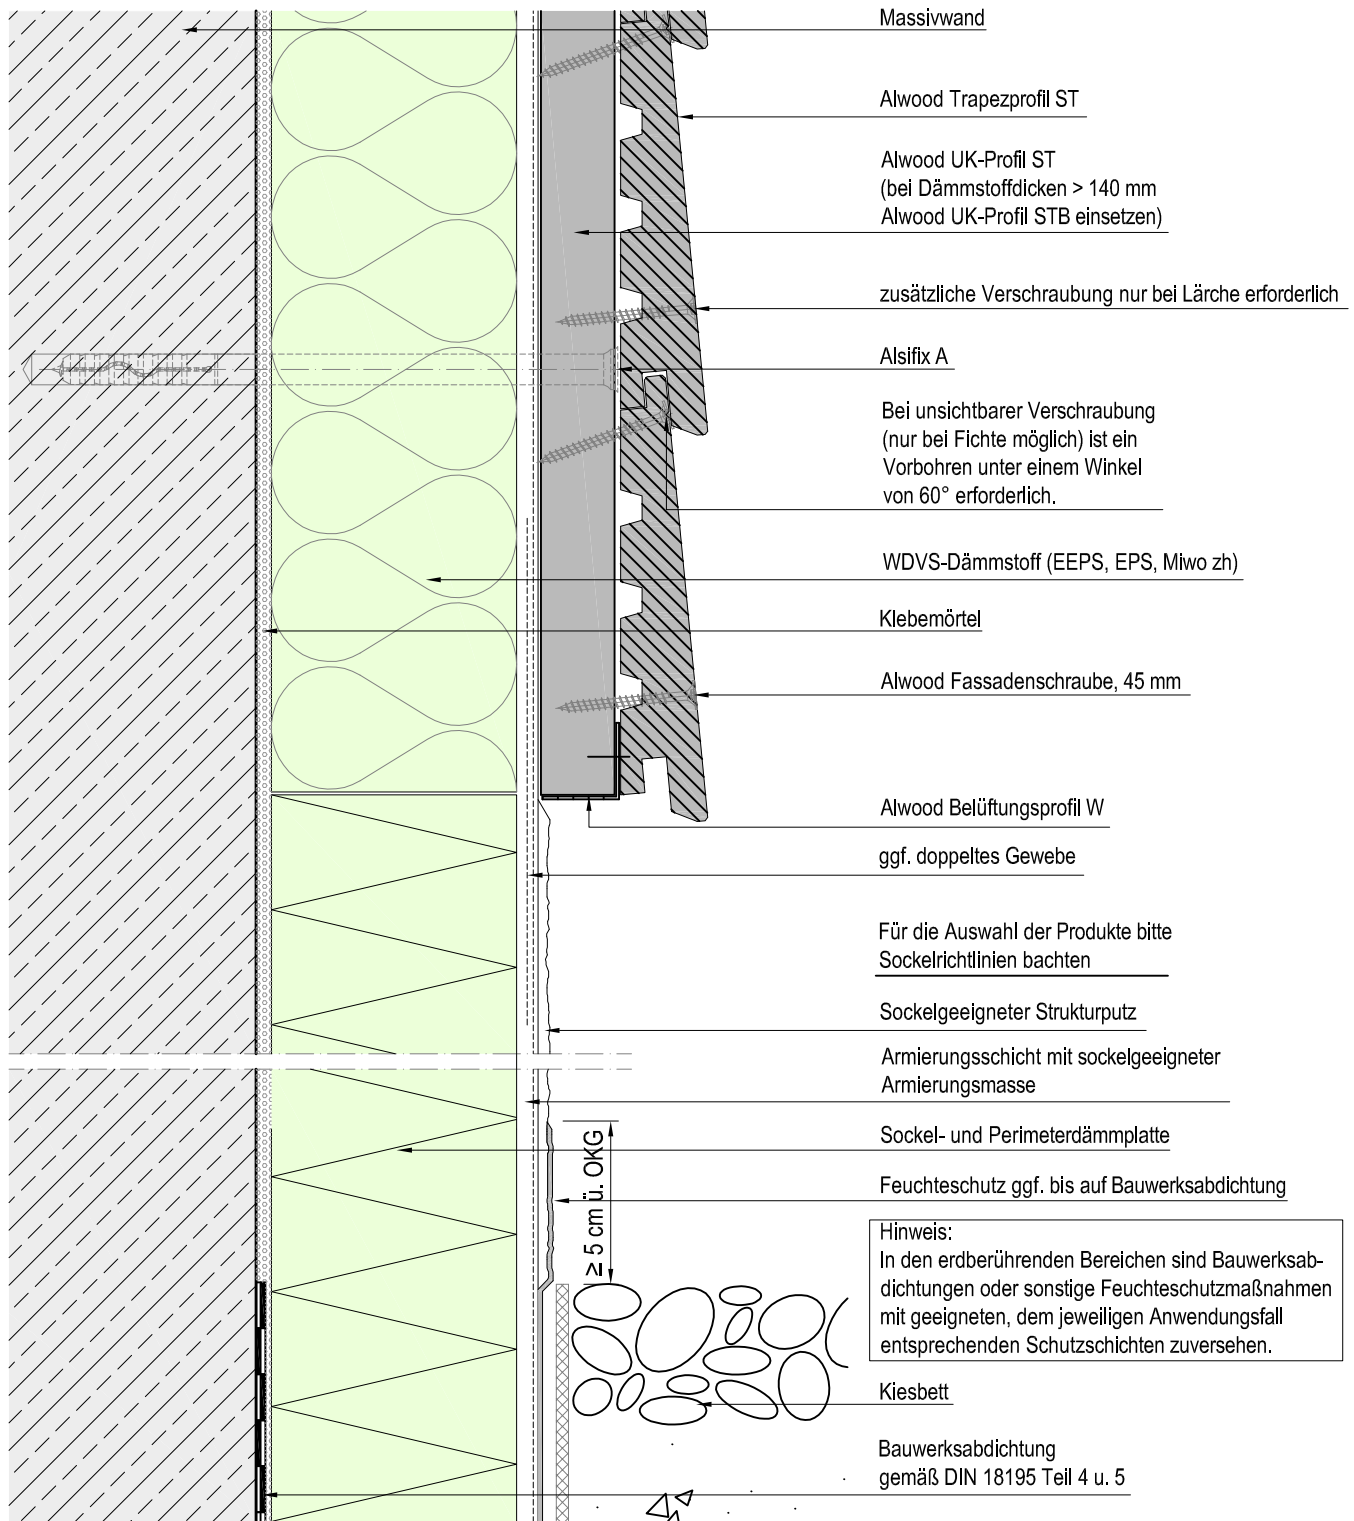 Massivwand
Alwood Trapezprofil ST
Alwood UK-Profil ST
(bei Dämmstoffdicken > 140 mm
Alwood UK-Profil STB einsetzen)
zusätzliche Verschraubung nur bei Lärche erforderlich
Alsifix A
Bei unsichtbarer Verschraubung
(nur bei Fichte möglich) ist ein
Vorbohren unter einem Winkel
von 60° erforderlich.
WDVS-Dämmstoff (EEPS, EPS, Miwo zh)
Klebemörtel
Alwood Fassadenschraube, 45 mm
Alwood Belüftungsprofil W
ggf. doppeltes Gewebe
Für die Auswahl der Produkte bitte
Sockelrichtlinien bachten
Sockelgeeigneter Strukturputz
Armierungsschicht mit sockelgeeigneter
Armierungsmasse
Sockel- und Perimeterdämmplatte
≥ 5 cm ü. OKG
Feuchteschutz ggf. bis auf Bauwerksabdichtung
Hinweis:
In den erdberührenden Bereichen sind Bauwerksab-
dichtungen oder sonstige Feuchteschutzmaßnahmen
mit geeigneten, dem jeweiligen Anwendungsfall
entsprechenden Schutzschichten zuversehen.
Kiesbett
Bauwerksabdichtung
gemäß DIN 18195 Teil 4 u. 5